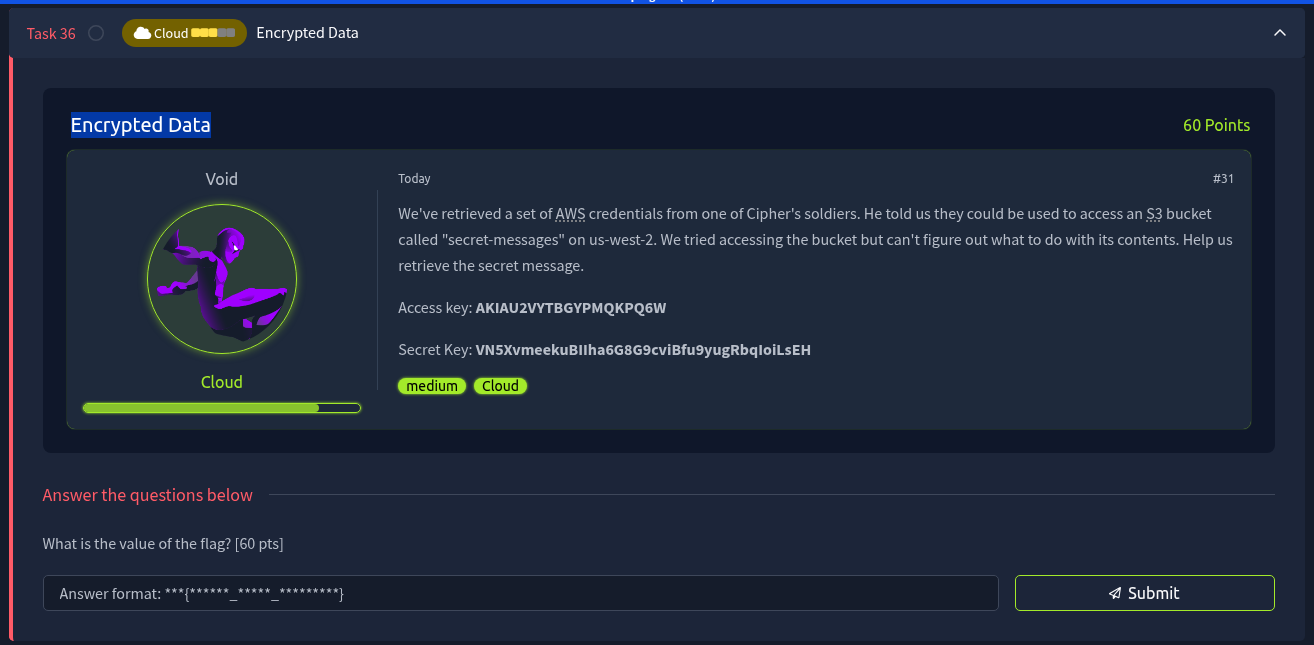 Task 36
Cloud
Encrypted Data
Encrypted Data
60 Points
Void
Cloud
Today
#31
We've retrieved a set of AWS credentials from one of Cipher's soldiers. He told us they could be used to access an S3 bucket
called "secret-messages" on us-west-2. We tried accessing the bucket but can't figure out what to do with its contents. Help us
retrieve the secret message.
Access key: AKIAU2VYTBGYPMQKPQ6W
Secret Key: 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
medium
Cloud
Answer the questions below
What is the value of the flag? [60 pts]
Answer format: ***{******_*****_*********}
Submit